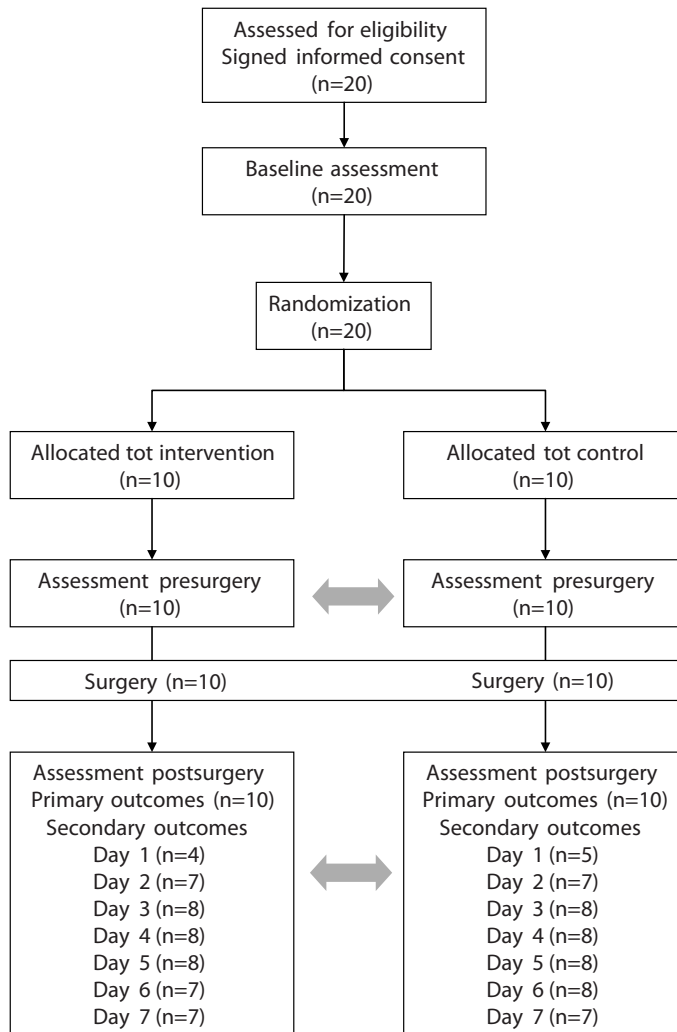 Assessed for eligibility
Signed informed consent
(n=20)
Baseline assessment
(n=20)
Randomization
(n=20)
Allocated tot intervention
(n=10)
Allocated tot control
(n=10)
Assessment presurgery
(n=10)
Assessment presurgery
(n=10)
Surgery (n=10)
Surgery (n=10)
Assessment postsurgery
Primary outcomes (n=10)
Secondary outcomes
Day 1 (n=4)
Day 2 (n=7)
Day 3 (n=8)
Day 4 (n=8)
Day 5 (n=8)
Day 6 (n=7)
Day 7 (n=7)
Assessment postsurgery
Primary outcomes (n=10)
Secondary outcomes
Day 1 (n=5)
Day 2 (n=7)
Day 3 (n=8)
Day 4 (n=8)
Day 5 (n=8)
Day 6 (n=8)
Day 7 (n=7)